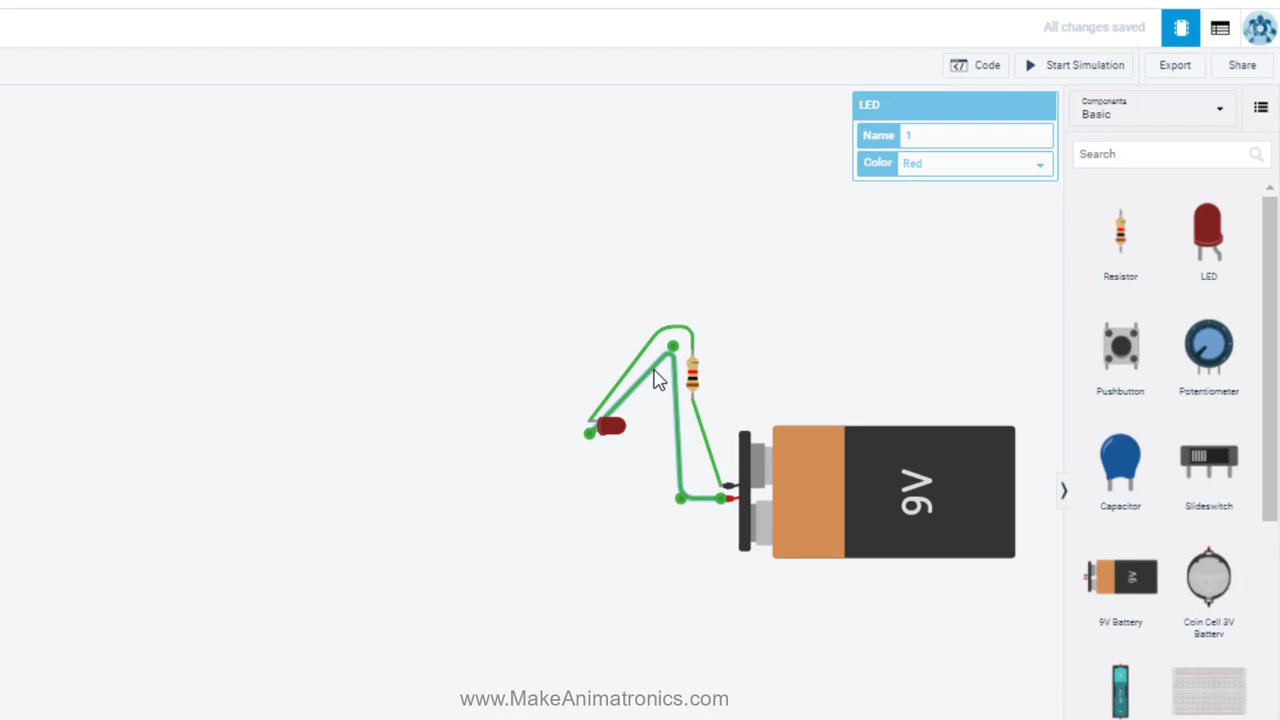 All changes saved
Code
Start Simulation
Export
Share
LED
Name 1
Color Red
Components
Basic
Search
Resistor
LED
Pushbutton
Potentiometer
Capacitor
Slideswitch
9V
9V
9V Battery
Coin Cell 3V
Battery
www.MakeAnimatronics.com